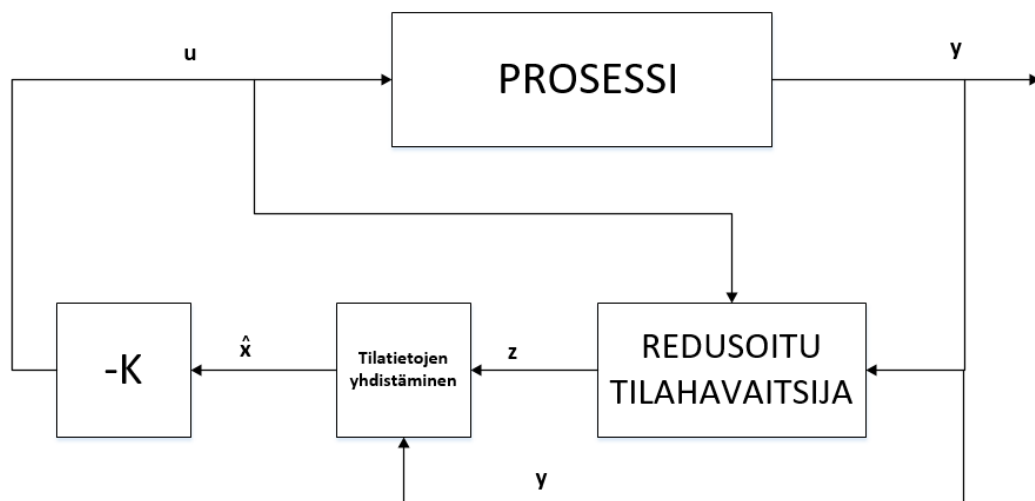 u
PROSESSI
y
-K
x̂
Tilatietojen
yhdistäminen
z
REDUSOITU
TILAHAVAITSIJA
y